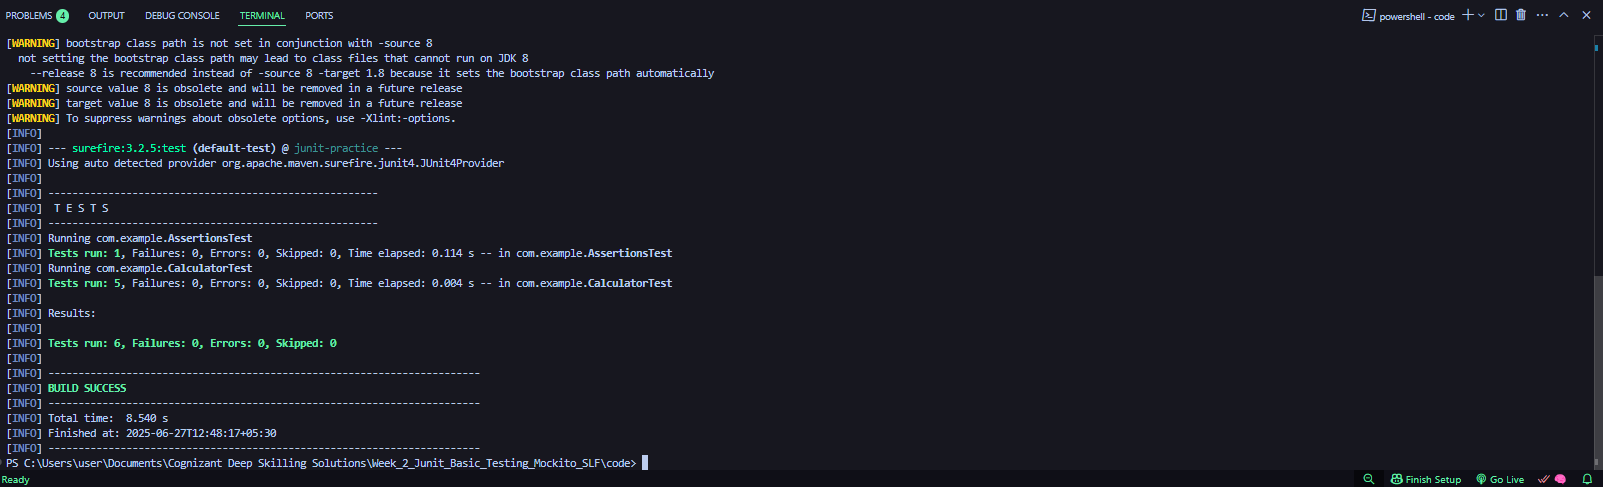 PROBLEMS 4 OUTPUT DEBUG CONSOLE TERMINAL PORTS powershell - code
[WARNING] bootstrap class path is not set in conjunction with -source 8
not setting the bootstrap class path may lead to class files that cannot run on JDK 8
--release 8 is recommended instead of -source 8 -target 1.8 because it sets the bootstrap class path automatically
[WARNING] source value 8 is obsolete and will be removed in a future release
[WARNING] target value 8 is obsolete and will be removed in a future release
[WARNING] To suppress warnings about obsolete options, use -Xlint:-options.
[INFO]
[INFO] --- surefire:3.2.5:test (default-test) @ junit-practice ---
[INFO] Using auto detected provider org.apache.maven.surefire.junit4.JUnit4Provider
[INFO]
[INFO] -------------------------------------------------------
[INFO]  T E S T S
[INFO] -------------------------------------------------------
[INFO] Running com.example.AssertionsTest
[INFO] Tests run: 1, Failures: 0, Errors: 0, Skipped: 0, Time elapsed: 0.114 s -- in com.example.AssertionsTest
[INFO] Running com.example.CalculatorTest
[INFO] Tests run: 5, Failures: 0, Errors: 0, Skipped: 0, Time elapsed: 0.004 s -- in com.example.CalculatorTest
[INFO]
[INFO] Results:
[INFO]
[INFO] Tests run: 6, Failures: 0, Errors: 0, Skipped: 0
[INFO]
[INFO] ------------------------------------------------------------------------
[INFO] BUILD SUCCESS
[INFO] ------------------------------------------------------------------------
[INFO] Total time:  8.540 s
[INFO] Finished at: 2025-06-27T12:48:17+05:30
[INFO] ------------------------------------------------------------------------
PS C:\Users\user\Documents\Cognizant Deep Skilling Solutions\Week_2_Junit_Basic_Testing_Mockito_SLF\code>
Ready Finish Setup Go Live